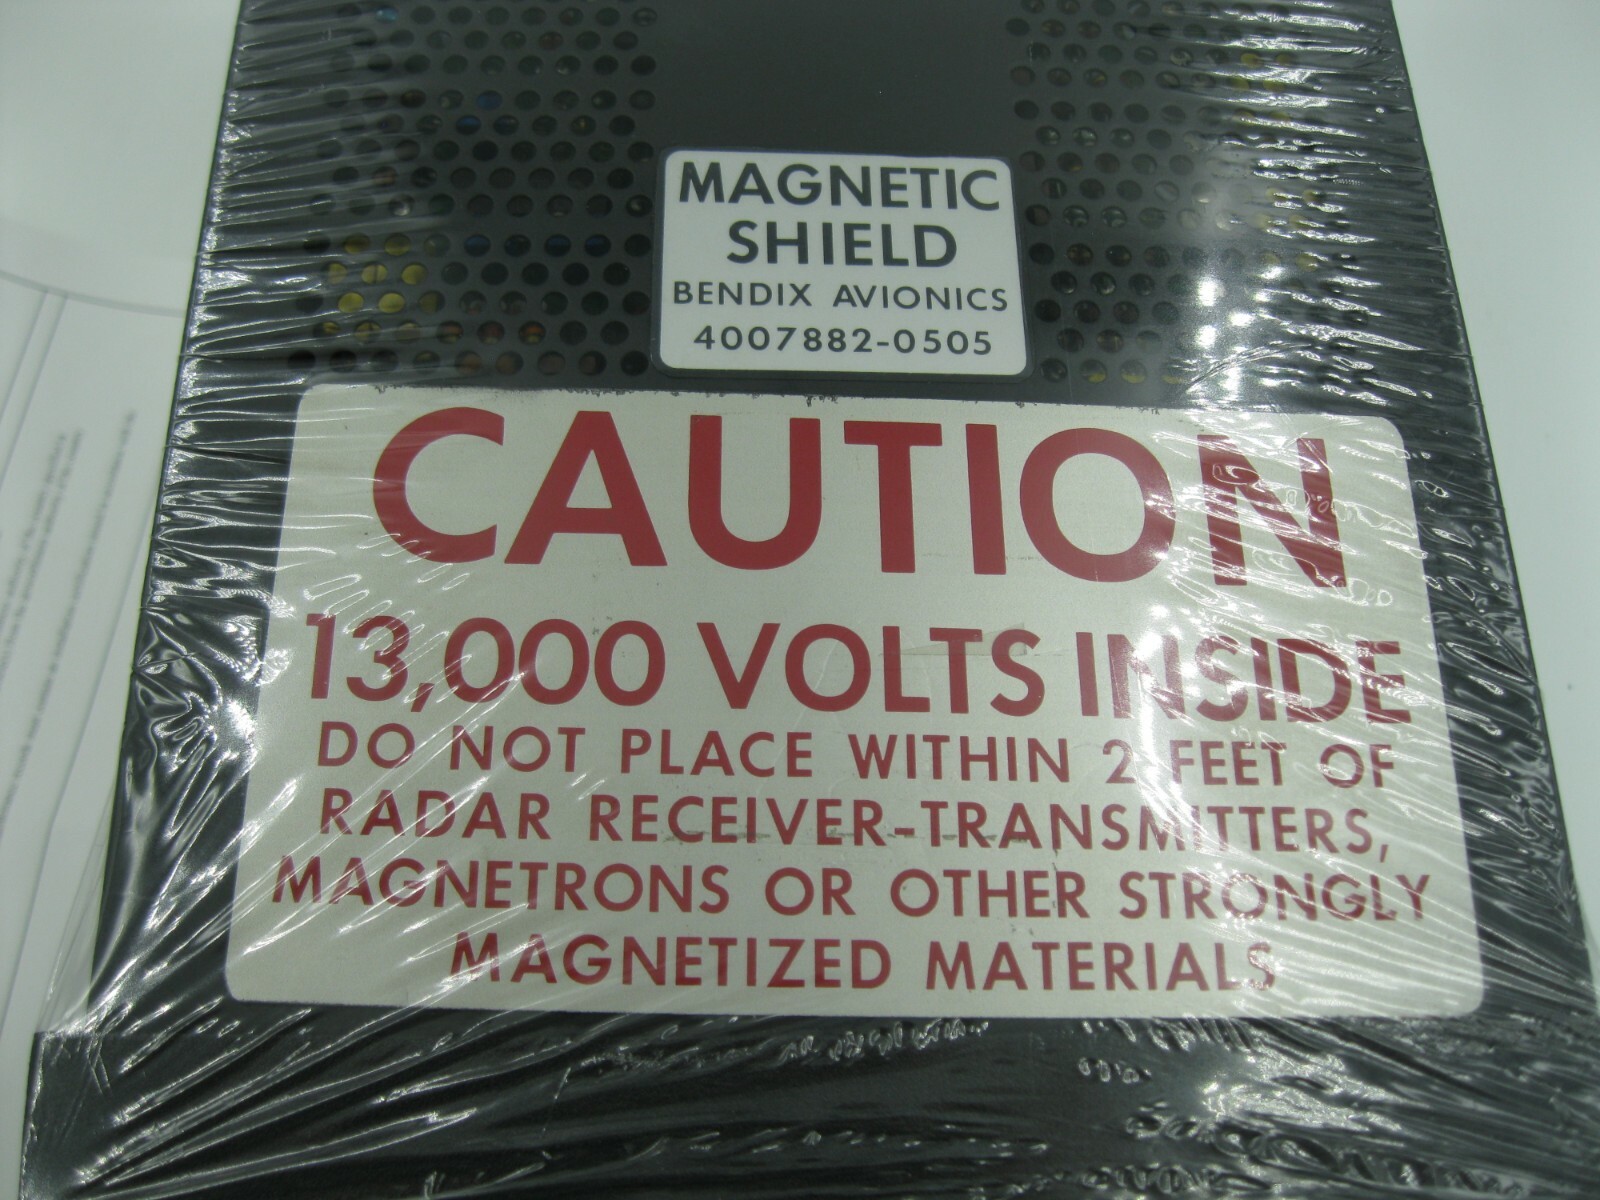 MAGNETIC
SHIELD
BENDIX AVIONICS
4007882-0505
CAUTION
13,000 VOLTS INSIDE
DO NOT PLACE WITHIN 2 FEET OF
RADAR RECEIVER-TRANSMITTERS,
MAGNETRONS OR OTHER STRONGLY
MAGNETIZED MATERIALS